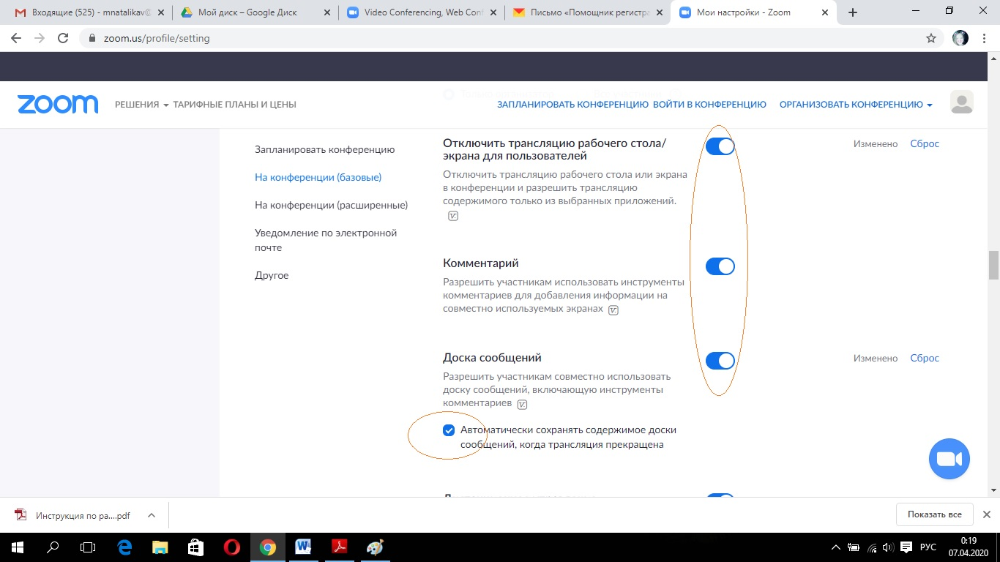 Входящие (525) - mnatalikav@
Мой диск – Google Диск
Video Conferencing, Web Conf
Письмо «Помощник регистра
Мои настройки - Zoom
zoom.us/profile/setting
zoom
РЕШЕНИЯ
ТАРИФНЫЕ ПЛАНЫ И ЦЕНЫ
ЗАПЛАНИРОВАТЬ КОНФЕРЕНЦИЮ
ВОЙТИ В КОНФЕРЕНЦИЮ
ОРГАНИЗОВАТЬ КОНФЕРЕНЦИЮ
Запланировать конференцию
На конференции (базовые)
На конференции (расширенные)
Уведомление по электронной
почте
Другое
Отключить трансляцию рабочего стола/
экрана для пользователей
Изменено Сброс
Отключить трансляцию рабочего стола или экрана
в конференции и разрешить трансляцию
содержимого только из выбранных приложений.
Комментарий
Разрешить участникам использовать инструменты
комментариев для добавления информации на
совместно используемых экранах
Доска сообщений
Изменено Сброс
Разрешить участникам совместно использовать
доску сообщений, включающую инструменты
комментариев
Автоматически сохранять содержимое доски
сообщений, когда трансляция прекращена
Инструкция по ра....pdf
Показать все
РУС
0:19
07.04.2020